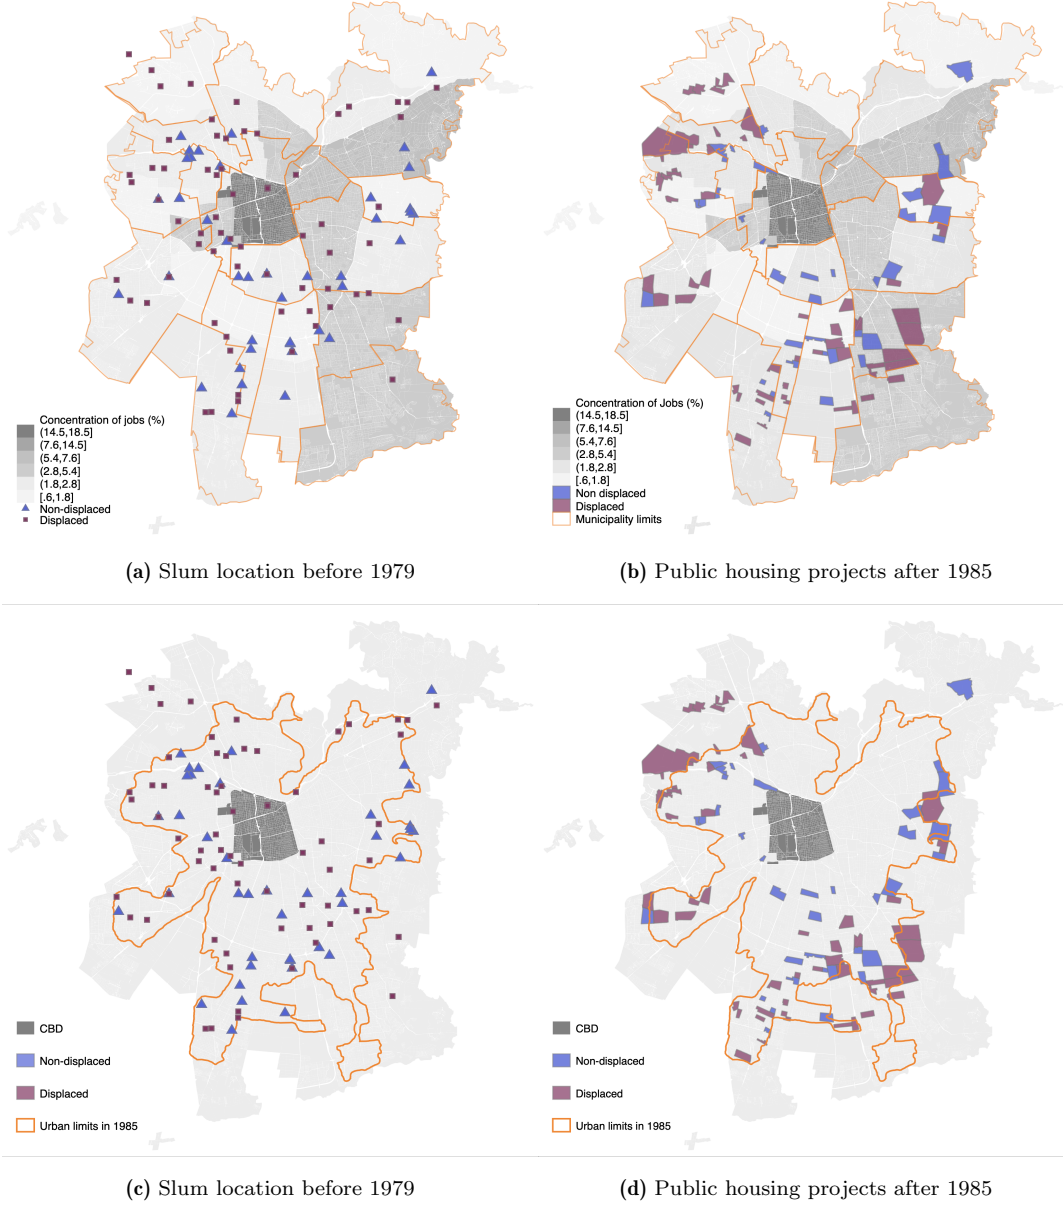 Concentration of jobs (%)
(14.5,18.5]
(7.6,14.5]
(5.4,7.6]
(2.8,5.4]
(1.8,2.8]
[.6,1.8]
Non-displaced
Displaced
(a) Slum location before 1979
Concentration of Jobs (%)
(14.5,18.5]
(7.6,14.5]
(5.4,7.6]
(2.8,5.4]
(1.8,2.8]
[.6,1.8]
Non displaced
Displaced
Municipality limits
(b) Public housing projects after 1985
CBD
Non-displaced
Displaced
Urban limits in 1985
(c) Slum location before 1979
CBD
Non-displaced
Displaced
Urban limits in 1985
(d) Public housing projects after 1985